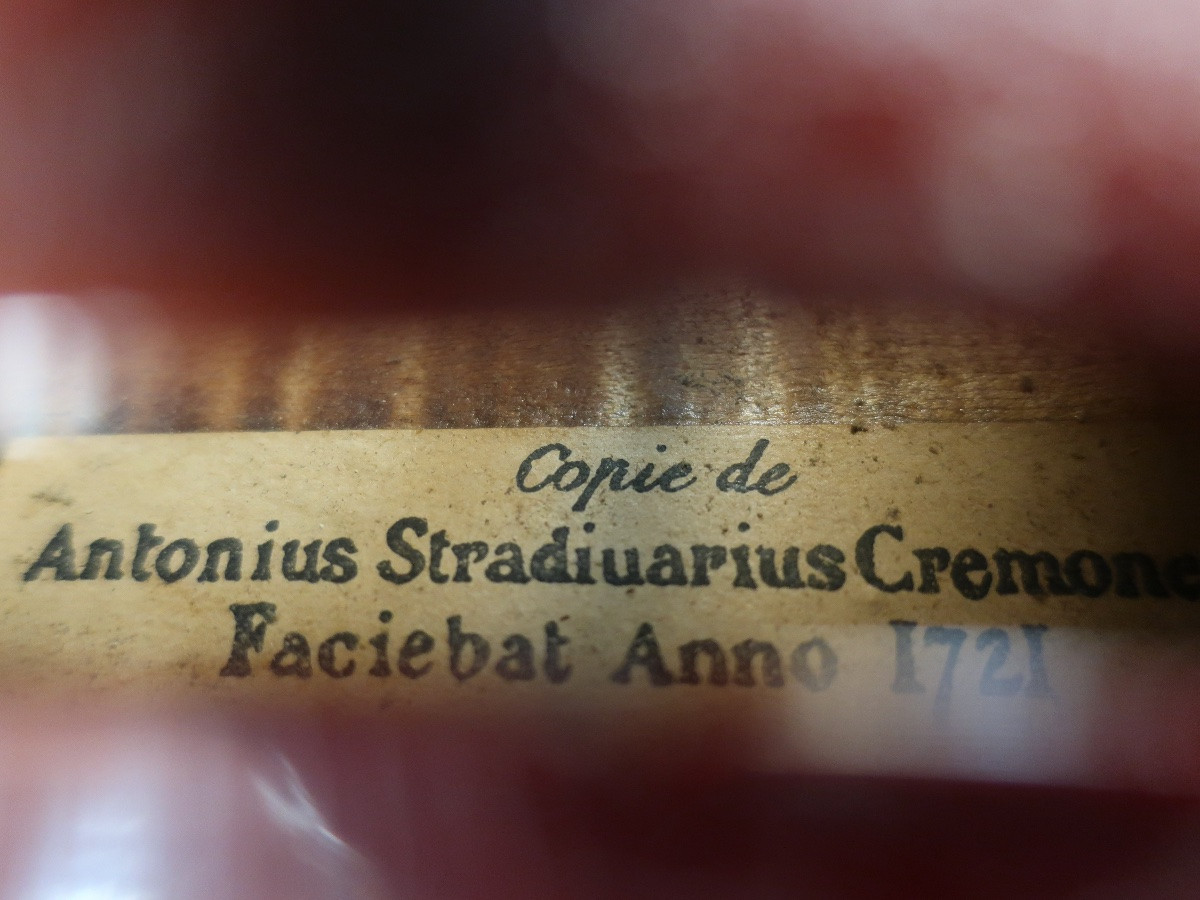 Copie de
Antonius Stradiuarius Cremone
Faciebat Anno 1721